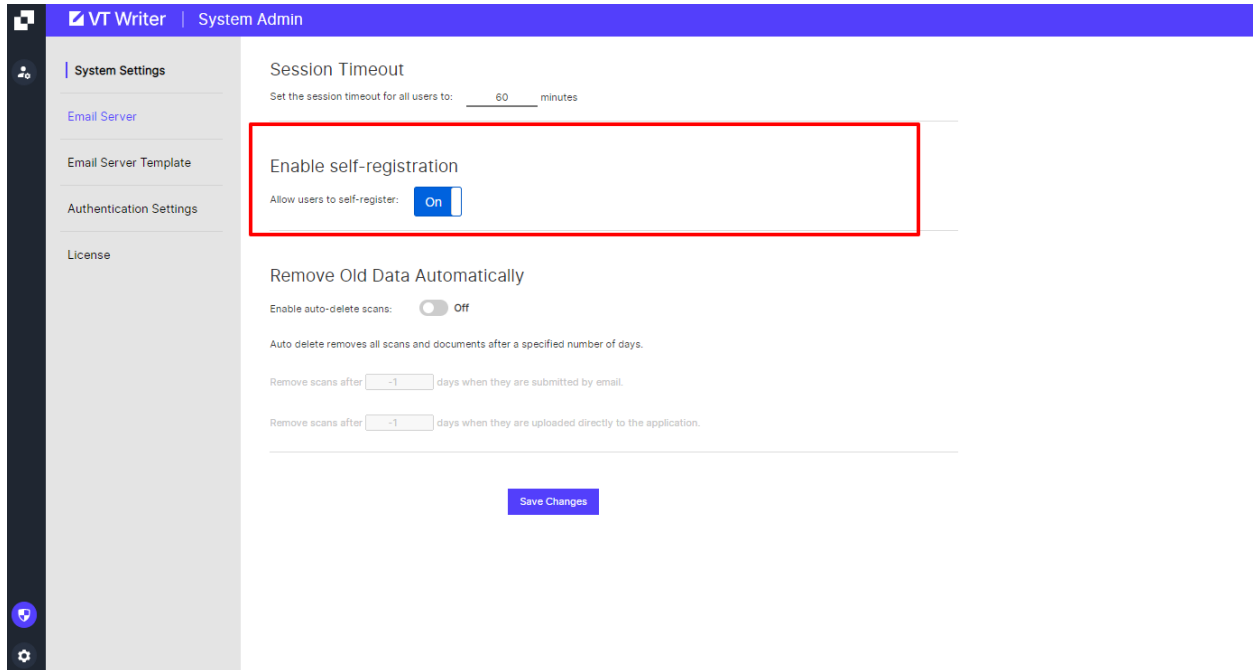 VT Writer | System Admin
System Settings
Email Server
Email Server Template
Authentication Settings
License
Session Timeout
Set the session timeout for all users to: 60 minutes
Enable self-registration
Allow users to self-register: On
Remove Old Data Automatically
Enable auto-delete scans: Off
Auto delete removes all scans and documents after a specified number of days.
Remove scans after -1 days when they are submitted by email.
Remove scans after -1 days when they are uploaded directly to the application.
Save Changes